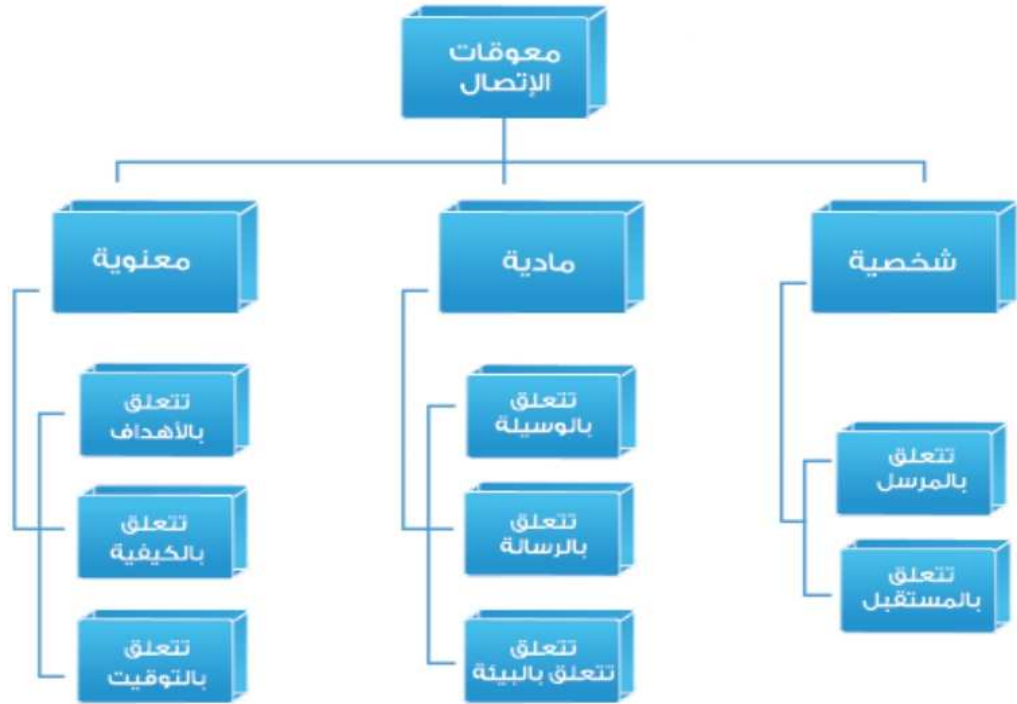 معوقات
الإتصال
شخصية
مادية
معنوية
تتعلق
بالمرسل
تتعلق
بالمستقبل
تتعلق
بالوسيلة
تتعلق
بالرسالة
تتعلق
تتعلق بالبيئة
تتعلق
بالأهداف
تتعلق
بالكيفية
تتعلق
بالتوقيت